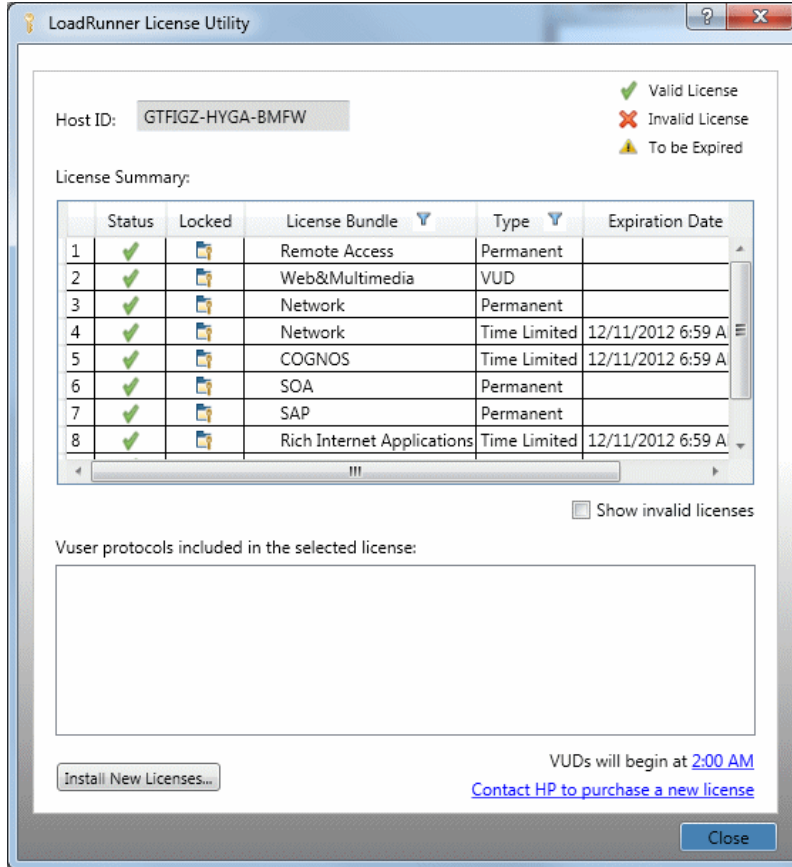 LoadRunner License Utility
Host ID: GTFIGZ-HYGA-BMFW
Valid License
Invalid License
To be Expired
License Summary:
Status Locked License Bundle Type Expiration Date
1 Remote Access Permanent
2 Web&Multimedia VUD
3 Network Permanent
4 Network Time Limited 12/11/2012 6:59 A
5 COGNOS Time Limited 12/11/2012 6:59 A
6 SOA Permanent
7 SAP Permanent
8 Rich Internet Applications Time Limited 12/11/2012 6:59 A
Show invalid licenses
Vuser protocols included in the selected license:
VUDs will begin at 2:00 AM
Install New Licenses...
Contact HP to purchase a new license
Close